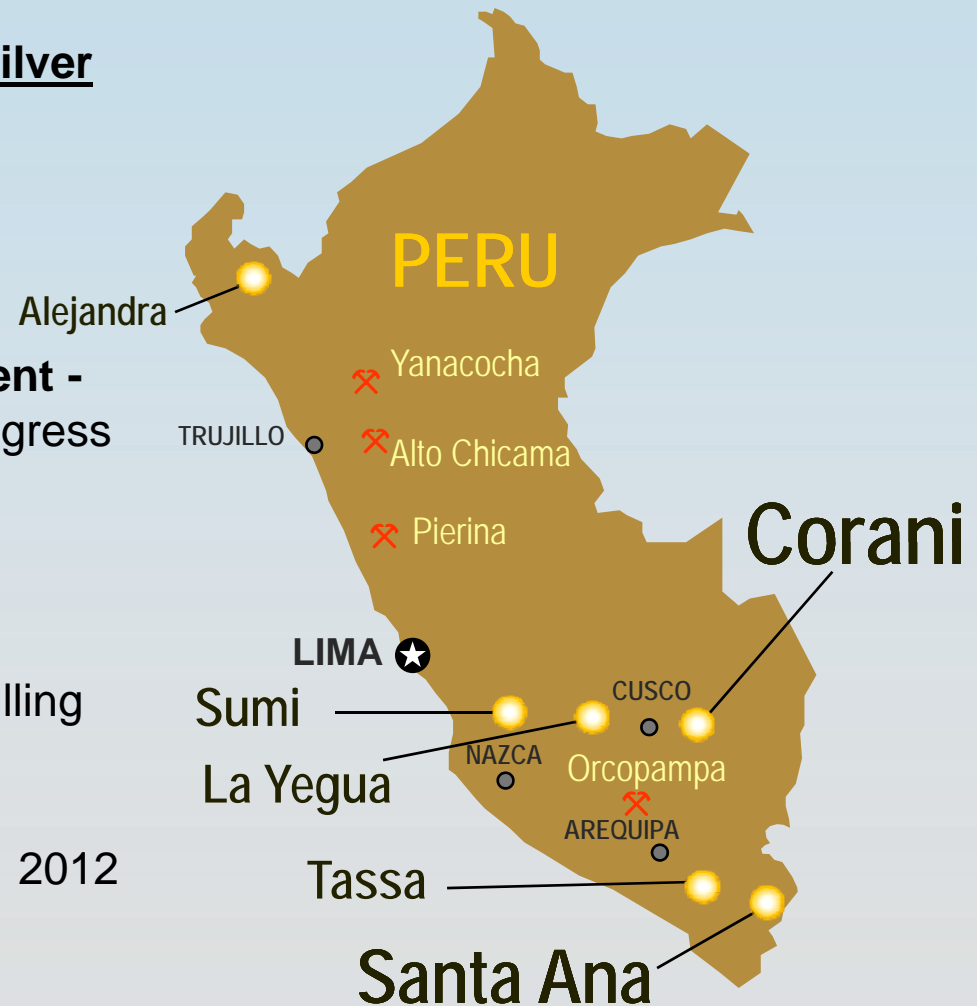 ilver
PERU
Alejandra
Yanacocha
ent -
gress
TRUJILLO
Alto Chicama
Pierina
Corani
LIMA
lling
Sumi
CUSCO
NAZCA
La Yegua
Orcopampa
AREQUIPA
2012
Tassa
Santa Ana